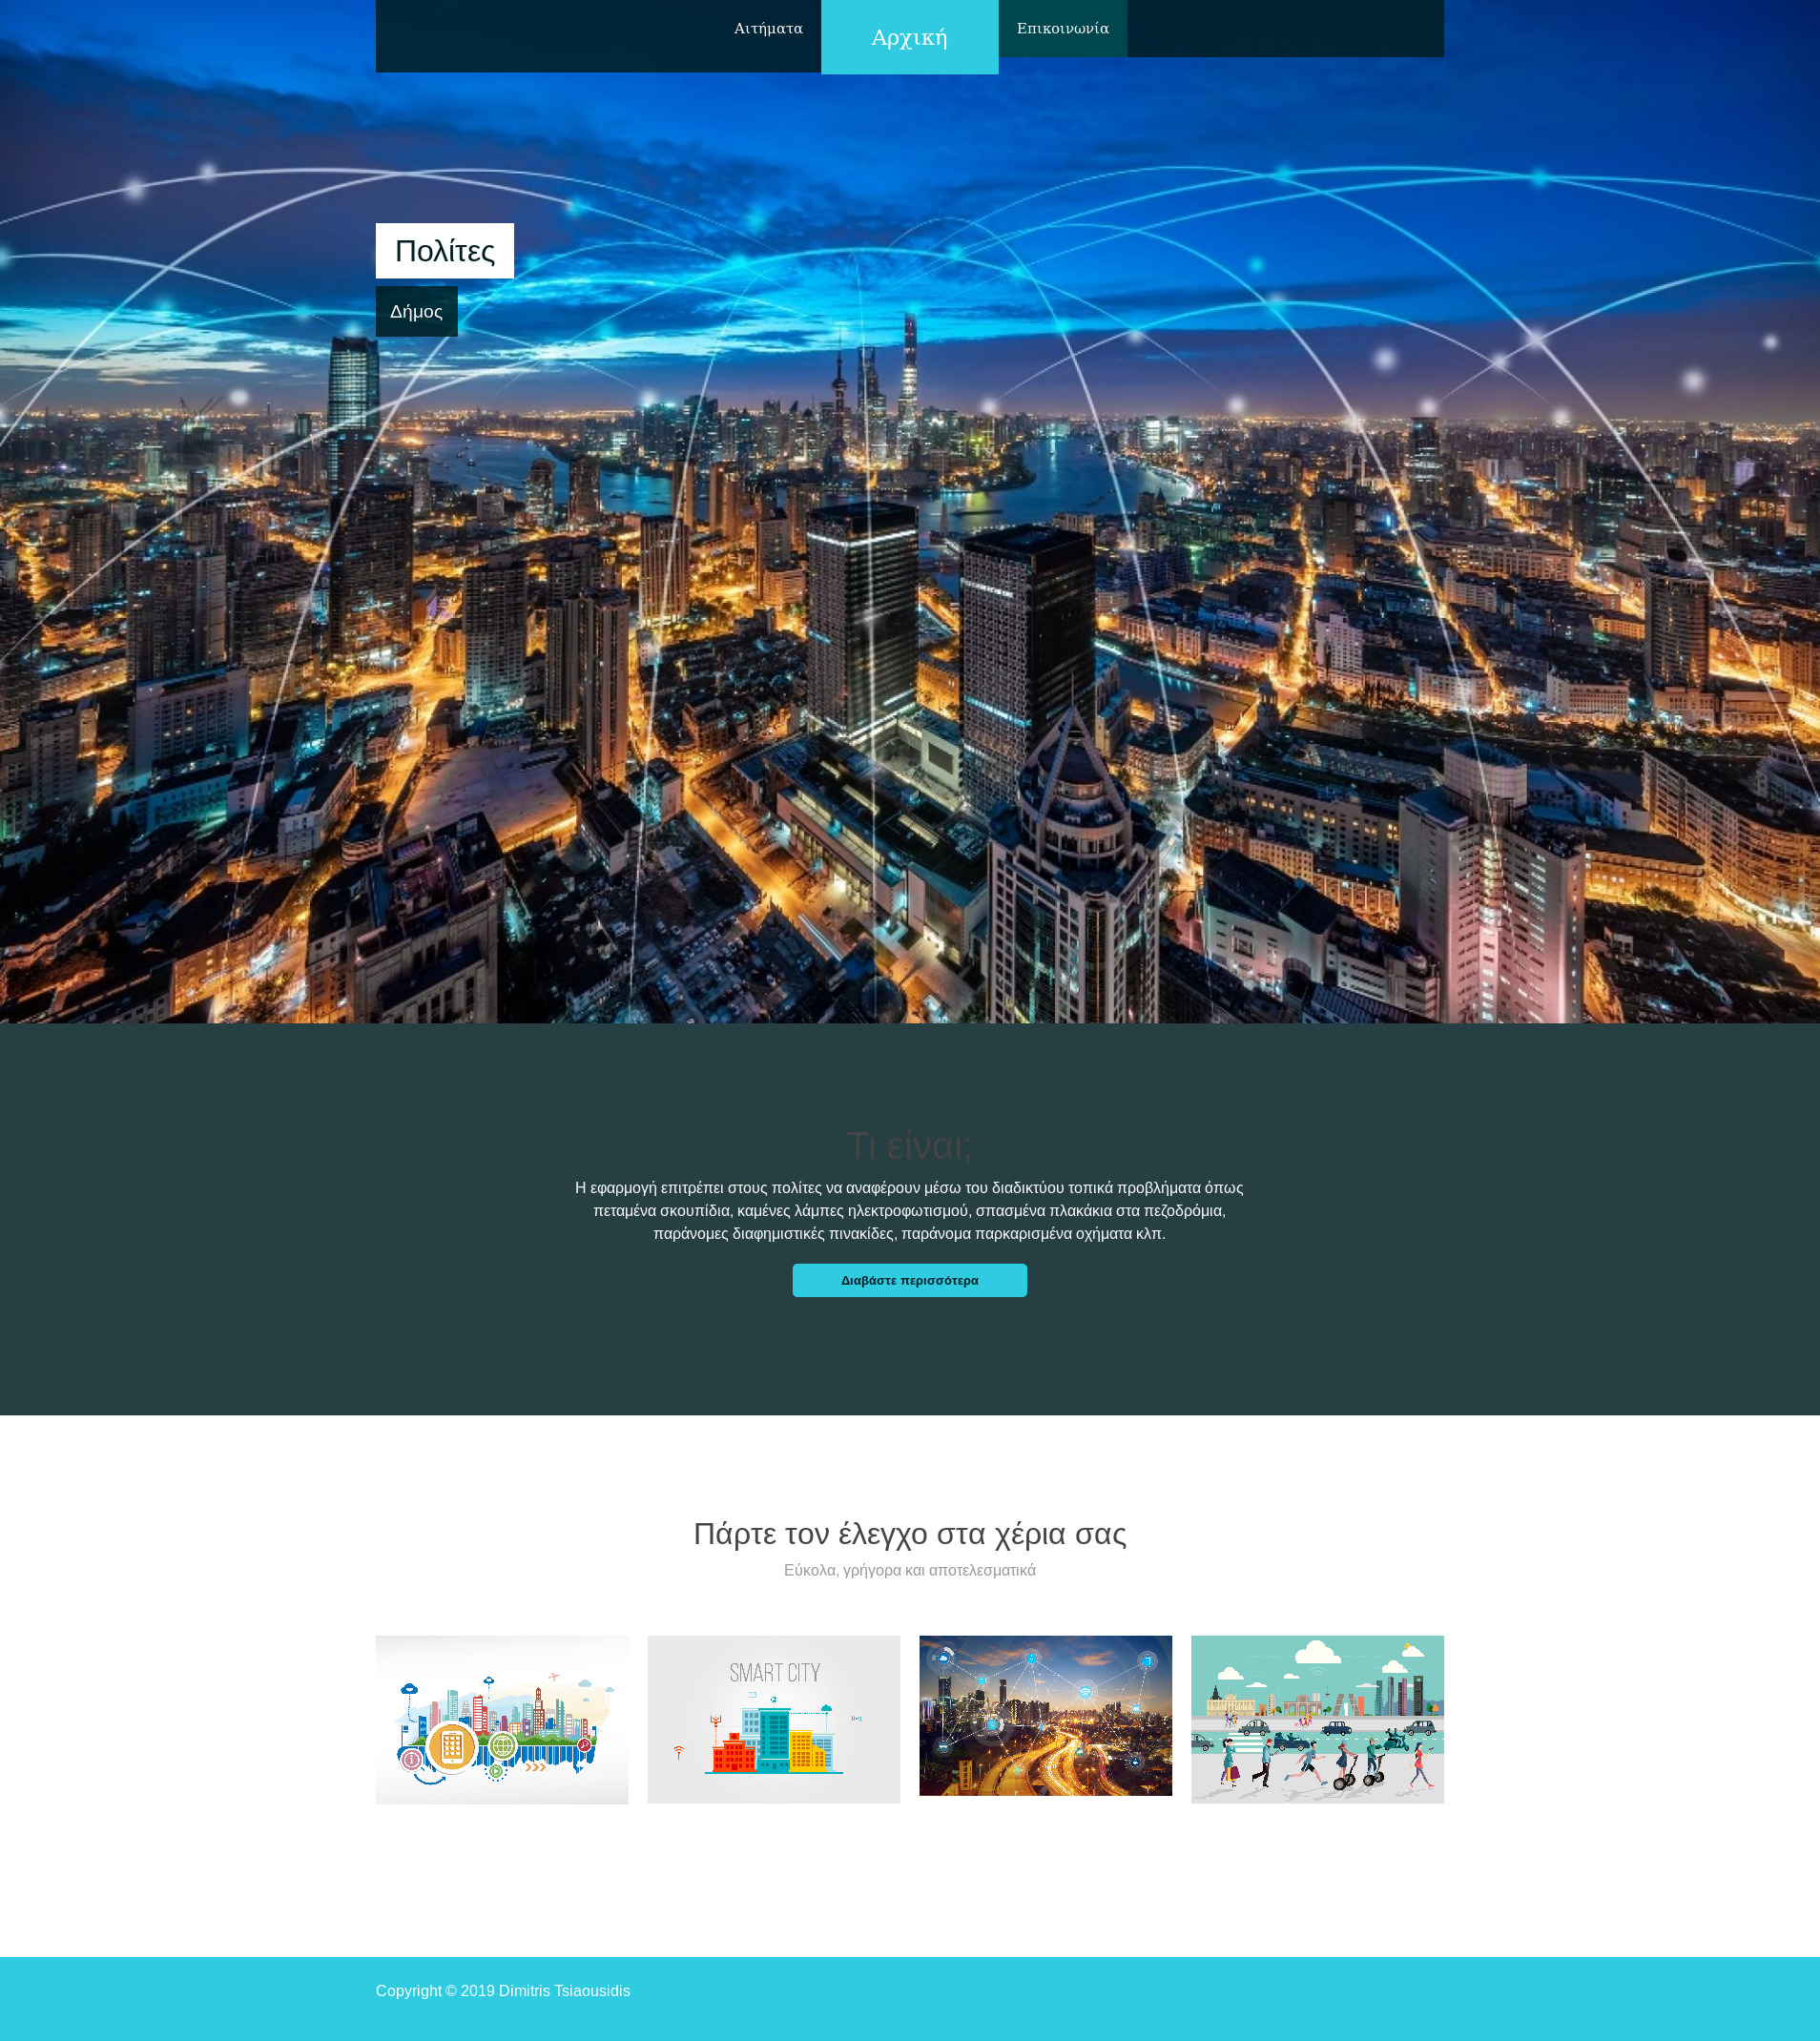 Αιτήματα
Αρχική
Επικοινωνία
Πολίτες
Δήμος
Τι είναι;
Η εφαρμογή επιτρέπει στους πολίτες να αναφέρουν μέσω του διαδικτύου τοπικά προβλήματα όπως
πεταμένα σκουπίδια, καμένες λάμπες ηλεκτροφωτισμού, σπασμένα πλακάκια στα πεζοδρόμια,
παράνομες διαφημιστικές πινακίδες, παράνομα παρκαρισμένα οχήματα κλπ.
Διαβάστε περισσότερα
Πάρτε τον έλεγχο στα χέρια σας
Εύκολα, γρήγορα και αποτελεσματικά
SMART CITY
Copyright © 2019 Dimitris Tsiaousidis